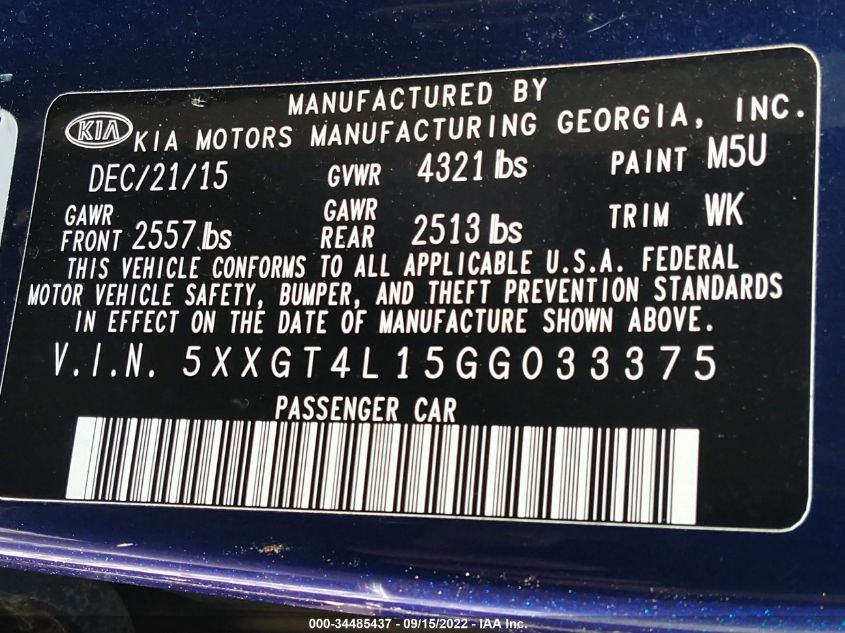 MANUFACTURED BY
KIA KIA MOTORS MANUFACTURING GEORGIA, INC.
DEC/21/15 GVWR 4321 lbs PAINT M5U
GAWR FRONT 2557 lbs GAWR REAR 2513 lbs TRIM WK
THIS VEHICLE CONFORMS TO ALL APPLICABLE U.S.A. FEDERAL
MOTOR VEHICLE SAFETY, BUMPER, AND THEFT PREVENTION STANDARDS
IN EFFECT ON THE DATE OF MANUFACTURE SHOWN ABOVE.
V.I.N. 5XXGT4L15GG033375
PASSENGER CAR
000-34485437 - 09/15/2022 - IAA Inc.